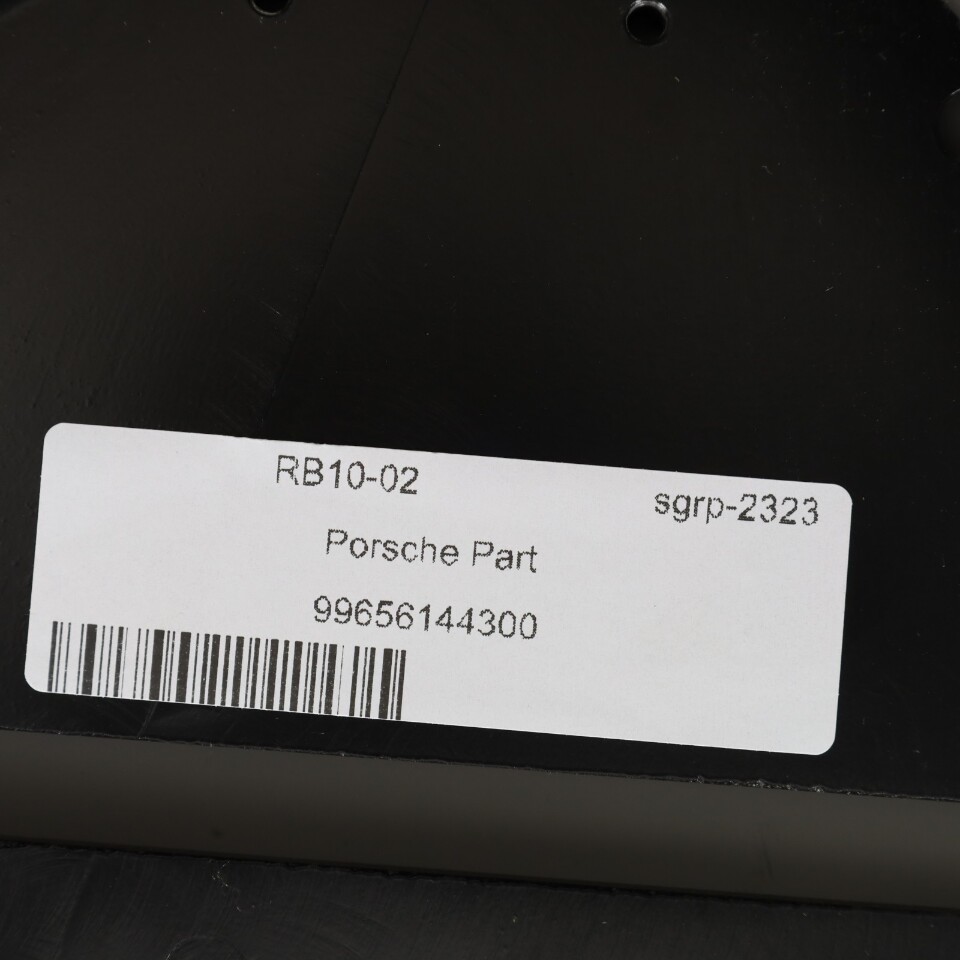 RB10-02
sgrp-2323
Porsche Part
99656144300